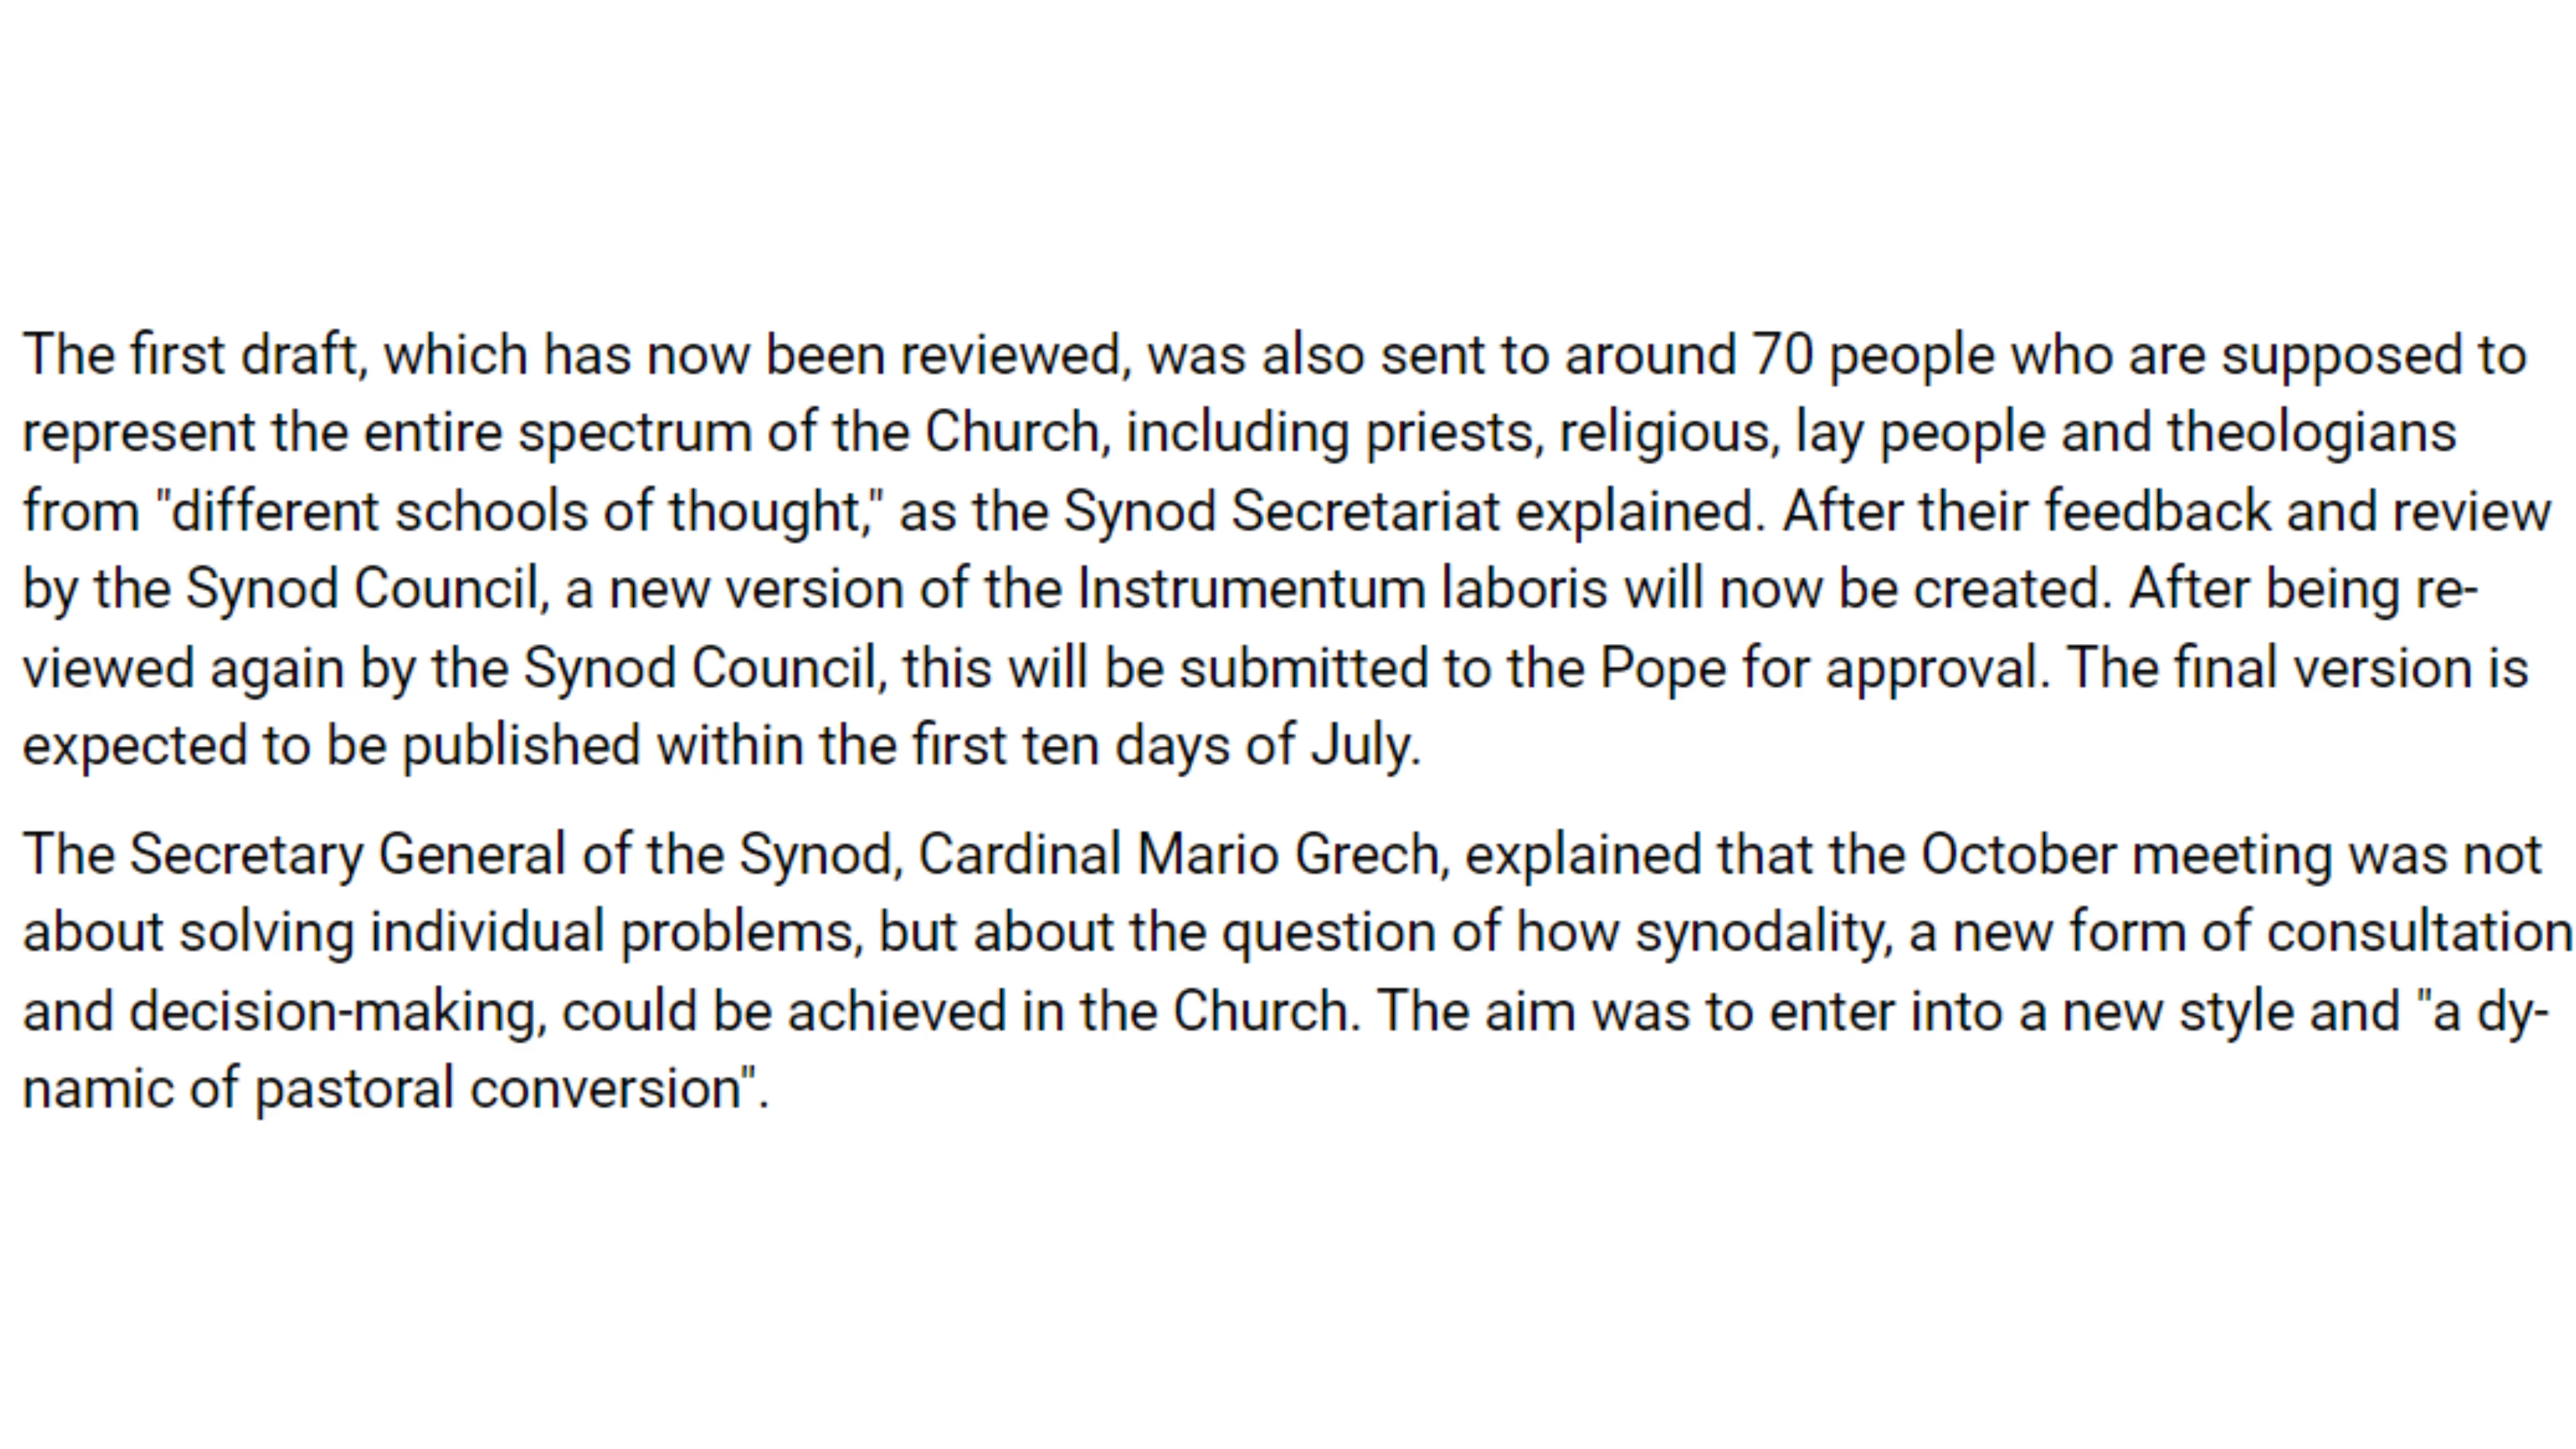 The first draft, which has now been reviewed, was also sent to around 70 people who are supposed to
represent the entire spectrum of the Church, including priests, religious, lay people and theologians
from "different schools of thought," as the Synod Secretariat explained. After their feedback and review
by the Synod Council, a new version of the Instrumentum laboris will now be created. After being re-
viewed again by the Synod Council, this will be submitted to the Pope for approval. The final version is
expected to be published within the first ten days of July.
The Secretary General of the Synod, Cardinal Mario Grech, explained that the October meeting was not
about solving individual problems, but about the question of how synodality, a new form of consultation
and decision-making, could be achieved in the Church. The aim was to enter into a new style and "a dy-
namic of pastoral conversion".